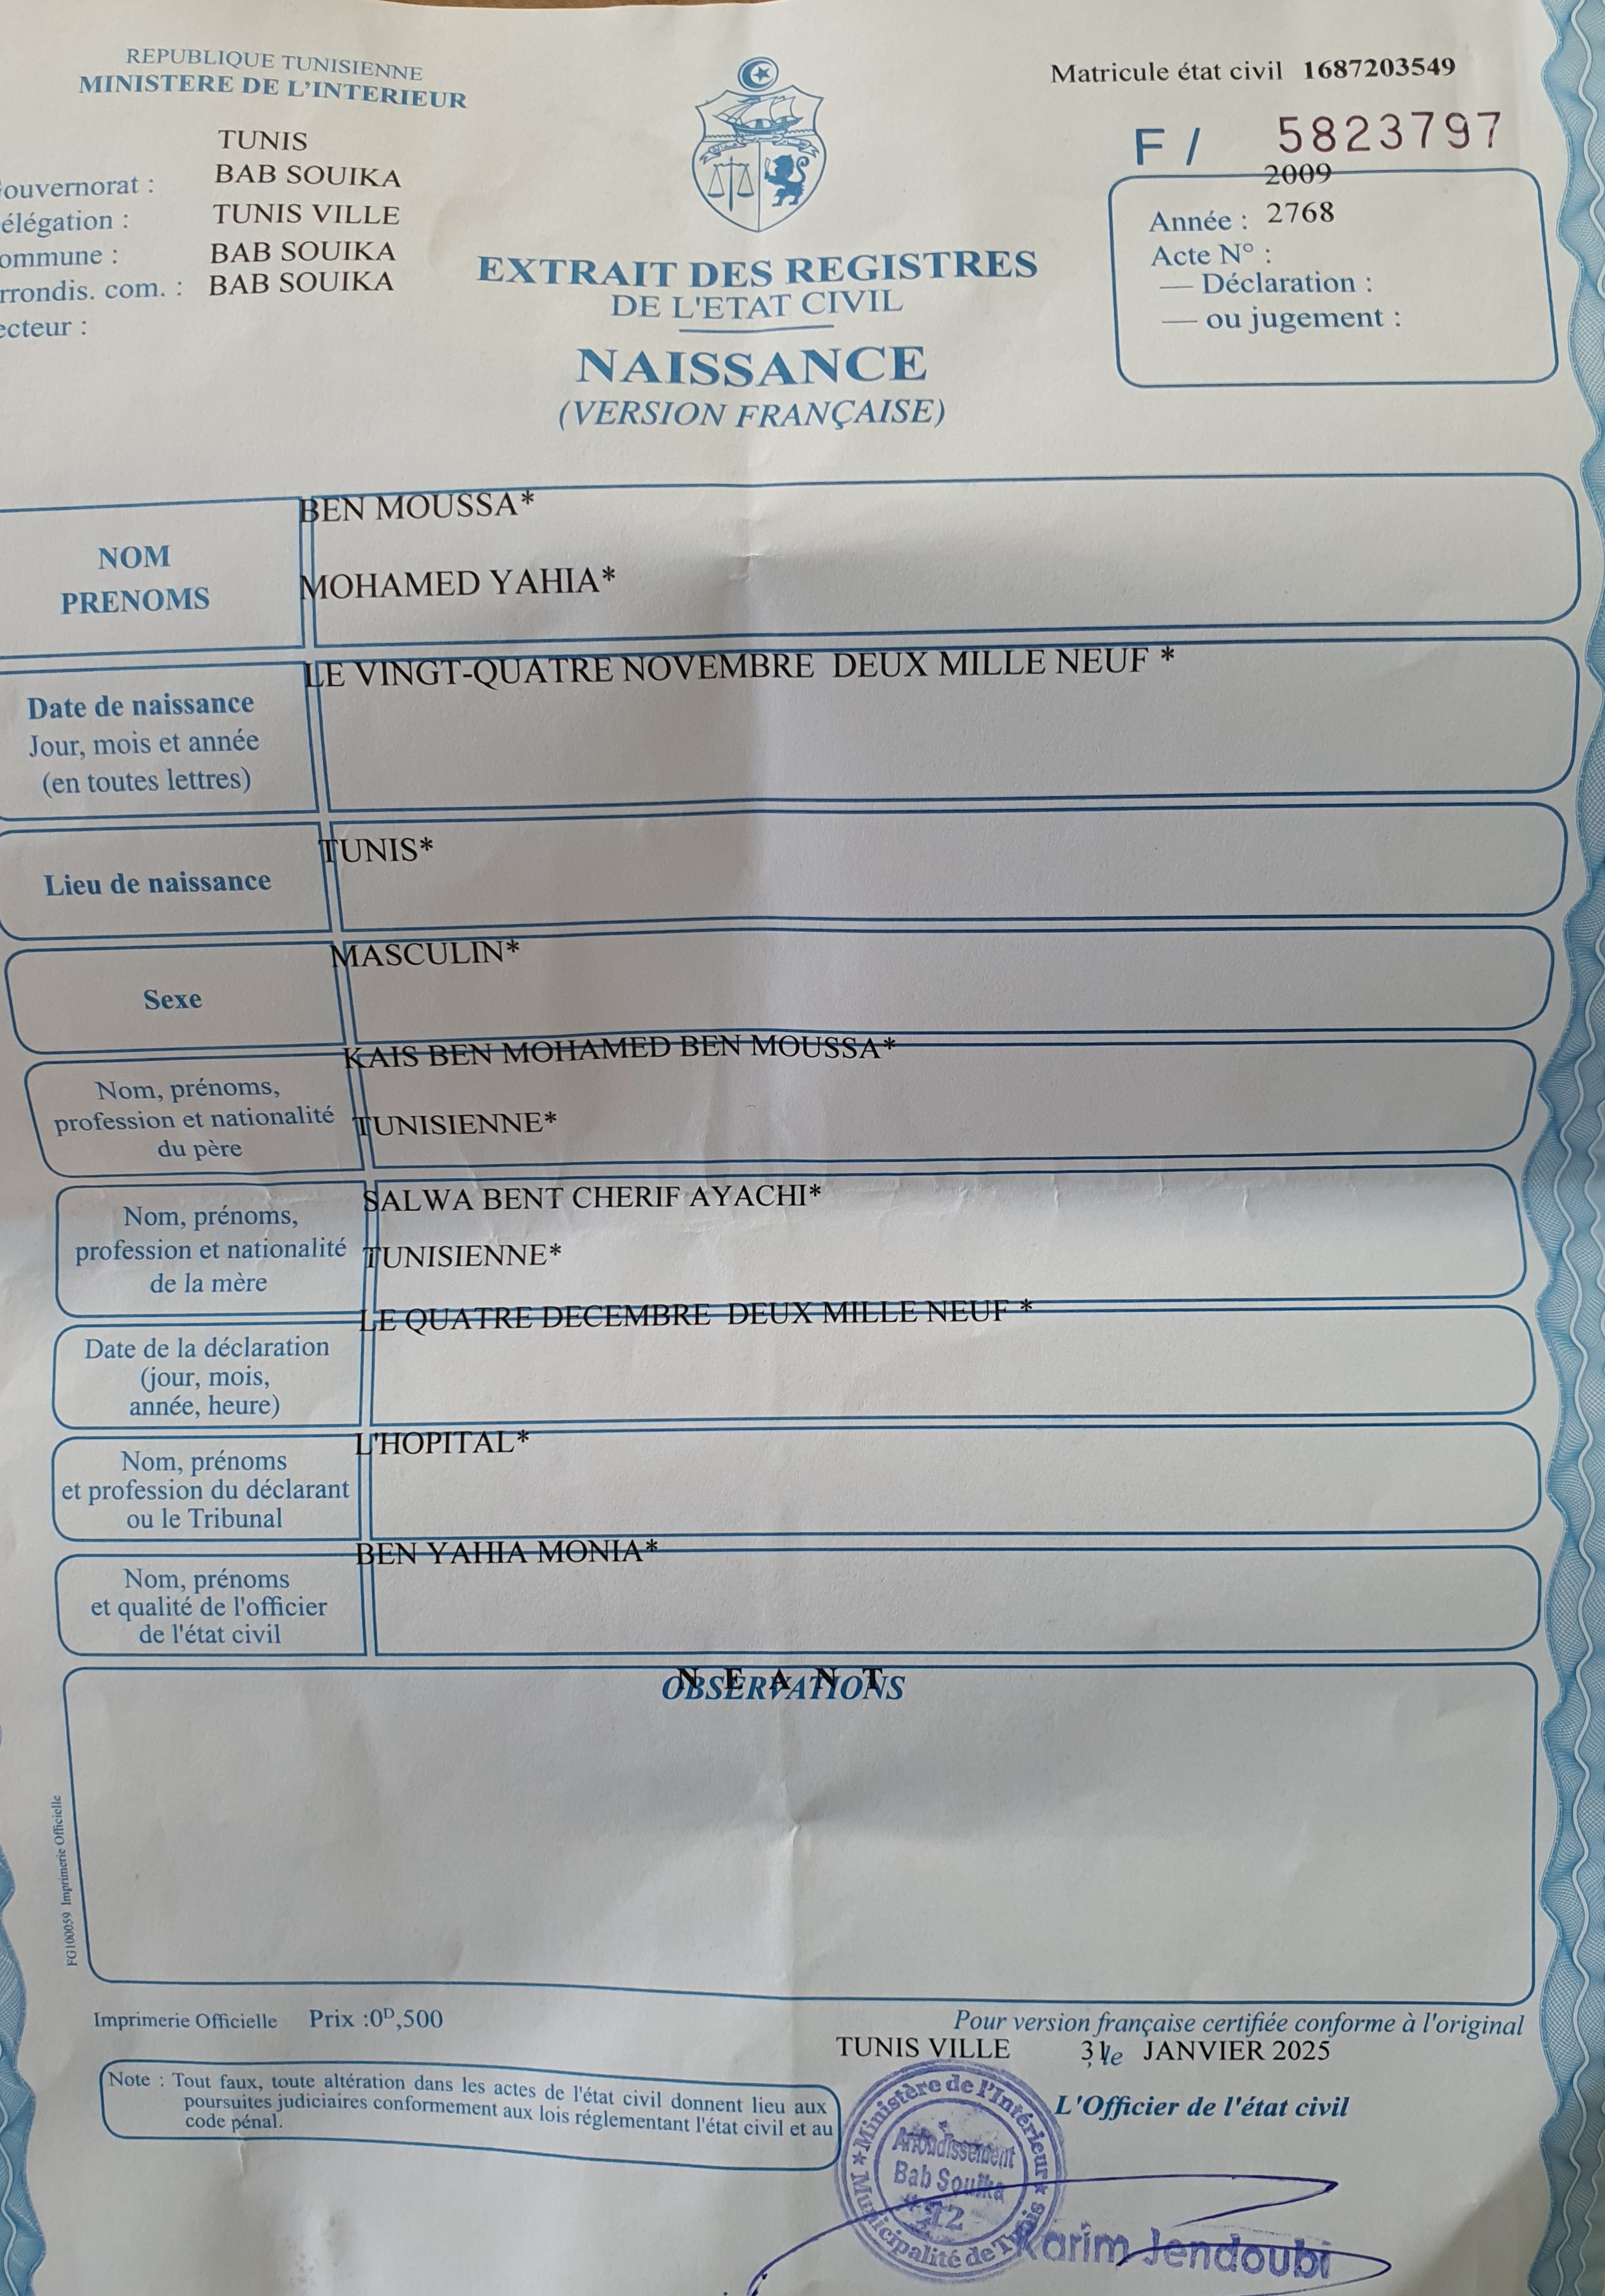 REPUBLIQUE TUNISIENNE
MINISTERE DE L'INTERIEUR
Matricule état civil 1687203549
F / 5823797
TUNIS
ouvernorat : BAB SOUIKA
élégation : TUNIS VILLE
ommune : BAB SOUIKA
rrondis. com. : BAB SOUIKA
ecteur :
2009
Année : 2768
Acte N° :
— Déclaration :
— ou jugement :
EXTRAIT DES REGISTRES
DE L'ETAT CIVIL
NAISSANCE
(VERSION FRANÇAISE)
NOM
PRENOMS
BEN MOUSSA*
MOHAMED YAHIA*
Date de naissance
Jour, mois et année
(en toutes lettres)
LE VINGT-QUATRE NOVEMBRE DEUX MILLE NEUF *
Lieu de naissance
TUNIS*
Sexe
MASCULIN*
Nom, prénoms,
profession et nationalité
du père
KAIS BEN MOHAMED BEN MOUSSA*
TUNISIENNE*
Nom, prénoms,
profession et nationalité
de la mère
SALWA BENT CHERIF AYACHI*
TUNISIENNE*
Date de la déclaration
(jour, mois,
année, heure)
LE QUATRE DECEMBRE DEUX MILLE NEUF *
Nom, prénoms
et profession du déclarant
ou le Tribunal
L'HOPITAL*
Nom, prénoms
et qualité de l'officier
de l'état civil
BEN YAHIA MONIA*
OBSERVATIONS
N E A N T
FG100059 Imprimerie Officielle
Imprimerie Officielle Prix :0D,500
Pour version française certifiée conforme à l'original
TUNIS VILLE 31 le JANVIER 2025
Note : Tout faux, toute altération dans les actes de l'état civil donnent lieu aux
poursuites judiciaires conformement aux lois réglementant l'état civil et au
code pénal.
L'Officier de l'état civil
Ministère de l'Intérieur
Arrondissement
Bab Souika
12
Municipalité de Tunis
Karim Jendoubi